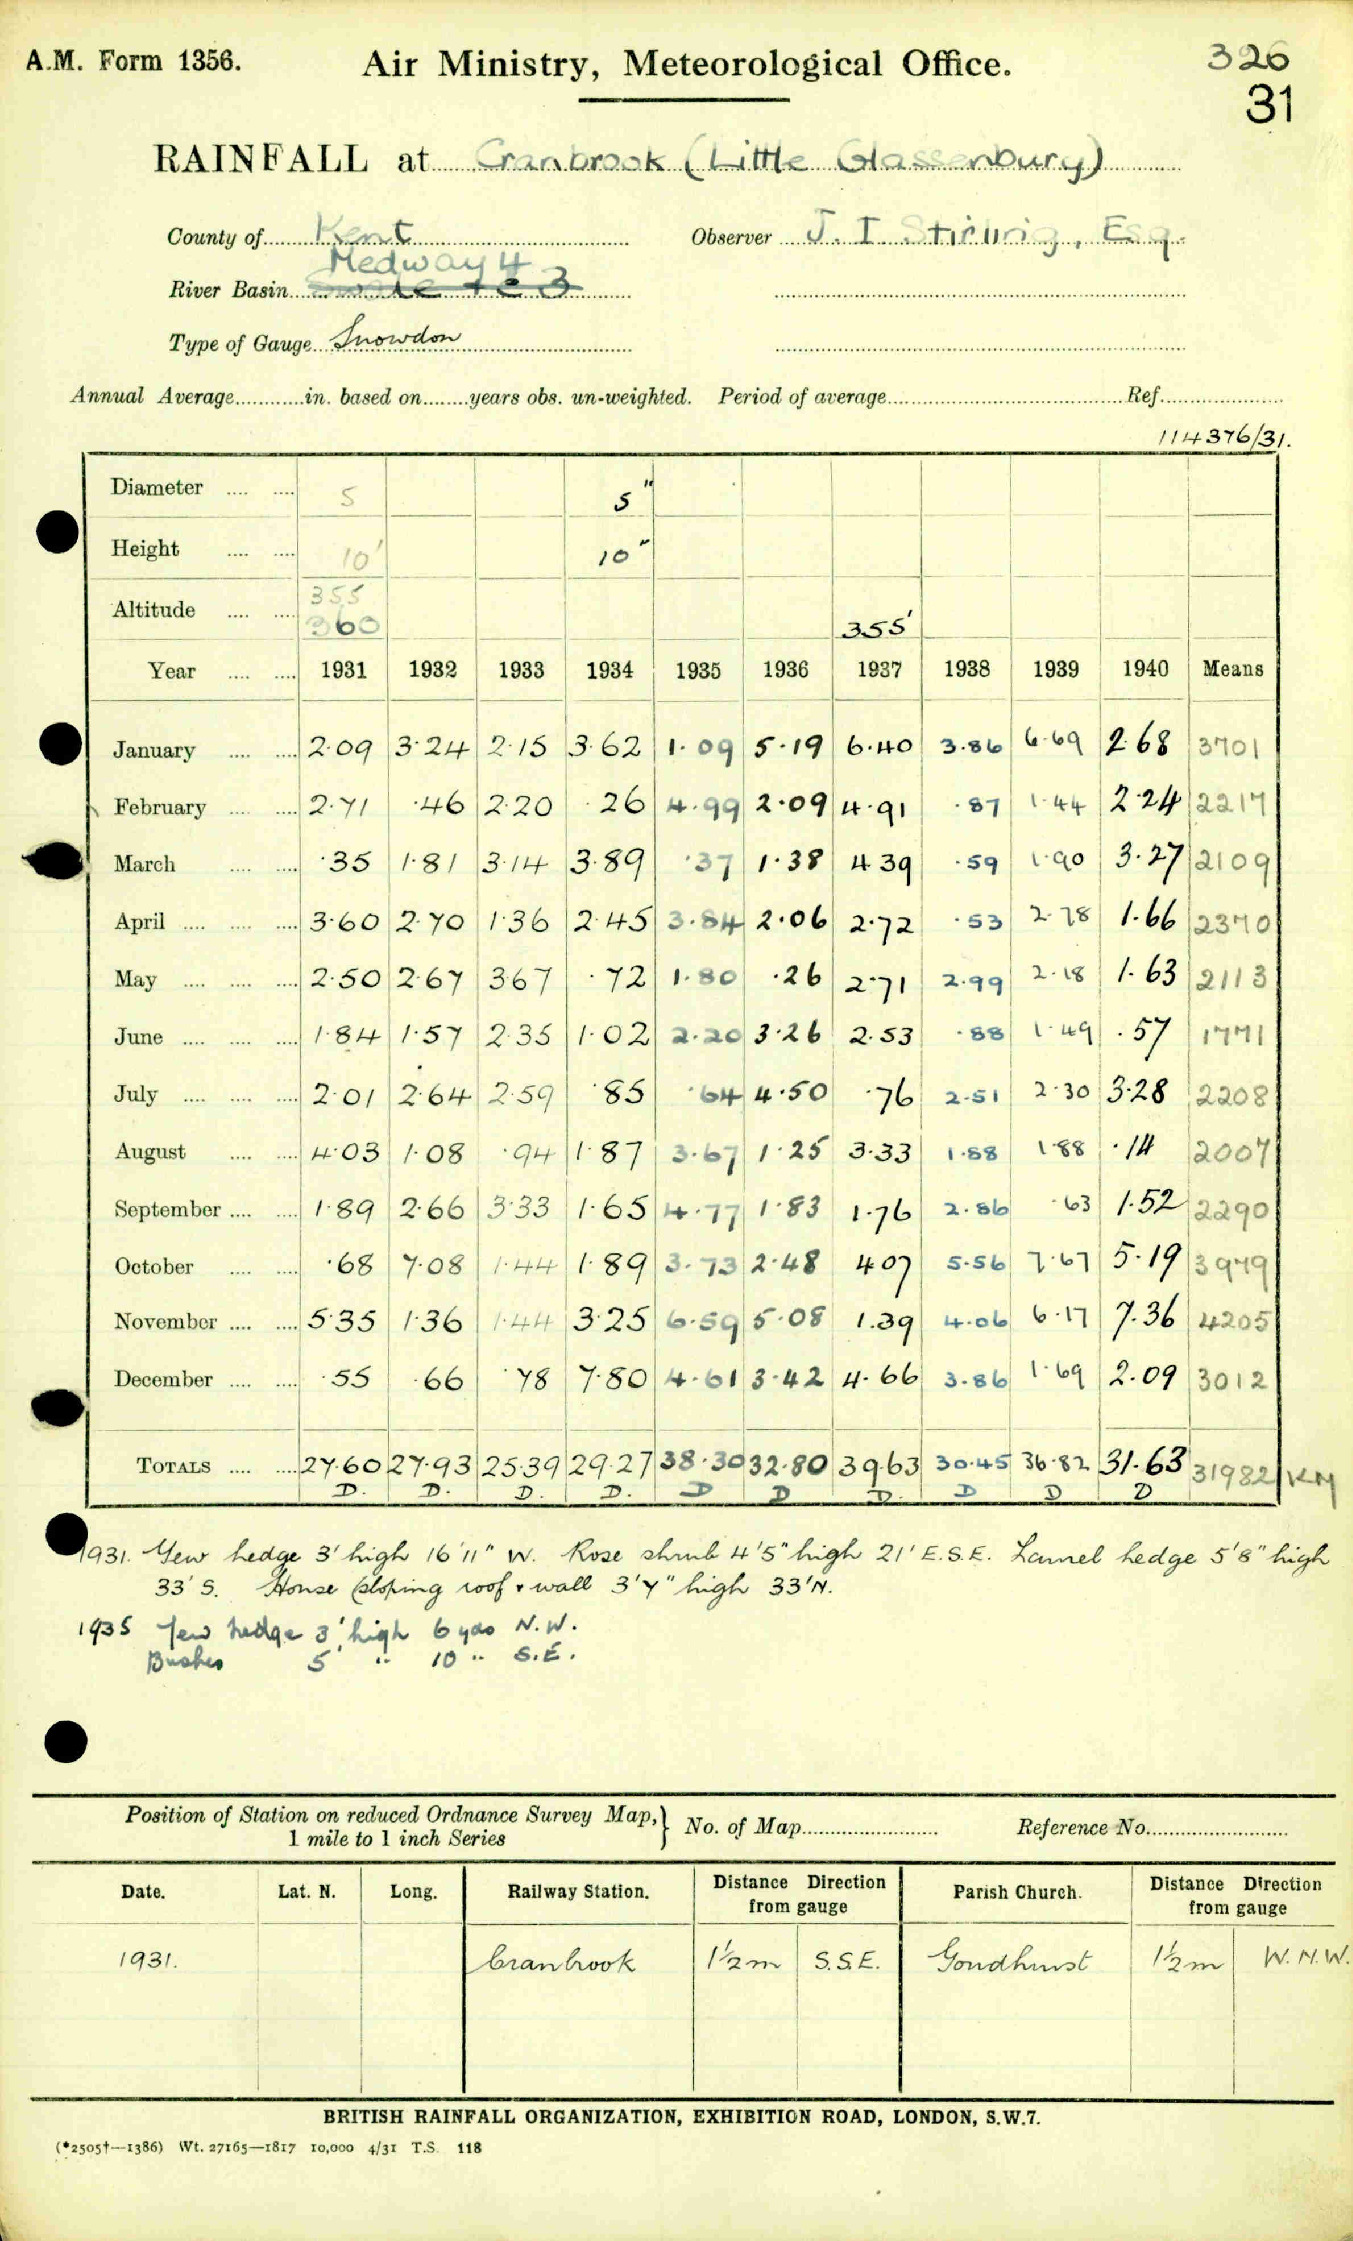 A.M. Form 1356.
Air Ministry, Meteorological Office.
326
31
RAINFALL at Cranbrook (Little Glassenbury)
County of Kent Observer J. I Stirling, Esq.
Medway 4
River Basin
Type of Gauge Snowdon
Annual Average in. based on years obs. un-weighted. Period of average Ref.
114376/31.
Diameter 5 5"
Height 10' 10"
355
Altitude 360 355'
Year 1931 1932 1933 1934 1935 1936 1937 1938 1939 1940 Means
January 2.09 3.24 2.15 3.62 1.09 5.19 6.40 3.86 6.69 2.68 3701
February 2.71 .46 2.20 .26 4.99 2.09 4.91 .87 1.44 2.24 2217
March .35 1.81 3.14 3.89 .37 1.38 4 39 .59 1.90 3.27 2109
April 3.60 2.70 1.36 2.45 3.84 2.06 2.72 .53 2.78 1.66 2370
May 2.50 2.67 3.67 .72 1.80 .26 2.71 2.99 2.18 1.63 2113
June 1.84 1.57 2.35 1.02 2.20 3.26 2.53 .88 1.49 .57 1771
July 2.01 2.64 2.59 .85 .64 4.50 .76 2.51 2.30 3.28 2208
August 4.03 1.08 .94 1.87 3.67 1.25 3.33 1.88 1.88 .14 2007
September 1.89 2.66 3.33 1.65 4.77 1.83 1.76 2.86 .63 1.52 2290
October .68 7.08 1.44 1.89 3.73 2.48 4 07 5.56 7.67 5.19 3979
November 5.35 1.36 1.44 3.25 6.59 5.08 1.39 4.06 6.17 7.36 4205
December .55 .66 .78 7.80 4.61 3.42 4.66 3.86 1.69 2.09 3012
TOTALS 27.60 27.93 25.39 29.27 38.30 32.80 39.63 30.45 36.82 31.63 31982 KM
D. D. D. D. D D D. D D D
1931. Yew hedge 3' high 16'11" W. Rose shrub 4'5" high 21' E.S.E. Laurel hedge 5'8" high
33' S. House (sloping roof & wall 3'7" high 33'N.
1935 Yew hedge 3' high 6 yds N.W.
Bushes 5' " 10 " S.E.
Position of Station on reduced Ordnance Survey Map,} No. of Map Reference No.
1 mile to 1 inch Series
Date. Lat. N. Long. Railway Station. Distance Direction from gauge Parish Church. Distance Direction from gauge
1931. Cranbrook 1½m S.S.E. Goudhurst 1½m W.N.W.
BRITISH RAINFALL ORGANIZATION, EXHIBITION ROAD, LONDON, S.W.7.
(*2505†—1386) Wt. 27165—1817 10,000 4/31 T.S. 118